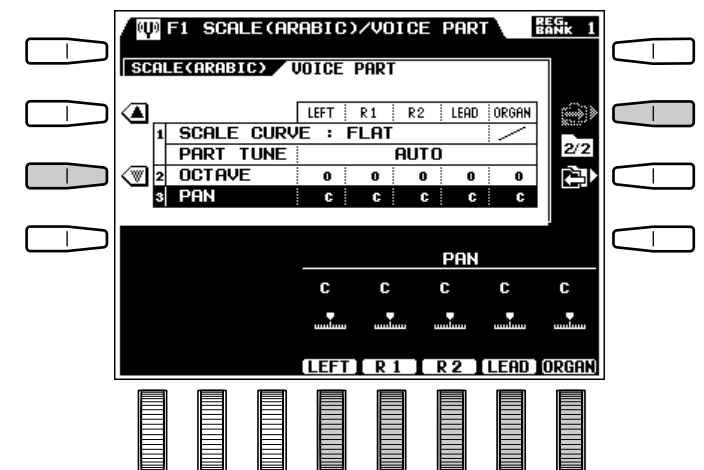 F1 SCALE(ARABIC)/VOICE PART REG. BANK 1
SCALE(ARABIC) VOICE PART
LEFT R1 R2 LEAD ORGAN
1 SCALE CURVE : FLAT
PART TUNE AUTO
2/2
2 OCTAVE 0 0 0 0 0
3 PAN C C C C C
PAN
C C C C C
LEFT R1 R2 LEAD ORGAN